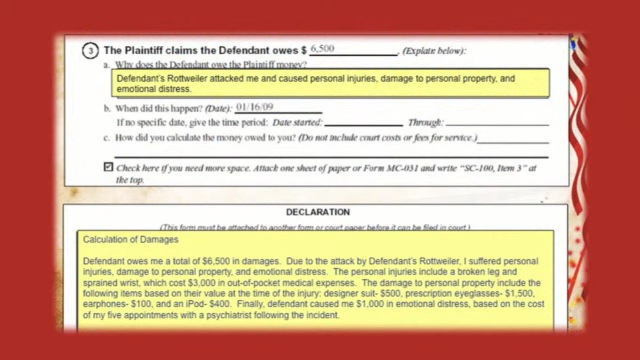 3 The Plaintiff claims the Defendant owes $ 6,500 (Explain below):
a. Why does the Defendant owe the Plaintiff money?
Defendant's Rottweiler attacked me and caused personal injuries, damage to personal property, and
emotional distress.
b. When did this happen? (Date): 01/16/09
If no specific date, give the time period: Date started: Through:
c. How did you calculate the money owed to you? (Do not include court costs or fees for service.)
Check here if you need more space. Attach one sheet of paper or Form MC-031 and write "SC-100, Item 3" at
the top.
DECLARATION
(This form must be attached to another form or court paper before it can be filed in court.)
Calculation of Damages
Defendant owes me a total of $6,500 in damages. Due to the attack by Defendant's Rottweiler, I suffered personal
injuries, damage to personal property, and emotional distress. The personal injuries include a broken leg and
sprained wrist, which cost $3,000 in out-of-pocket medical expenses. The damage to personal property include the
following items based on their value at the time of the injury: designer suit- $500, prescription eyeglasses- $1,500,
earphones- $100, and an iPod- $400. Finally, defendant caused me $1,000 in emotional distress, based on the cost
of my five appointments with a psychiatrist following the incident.